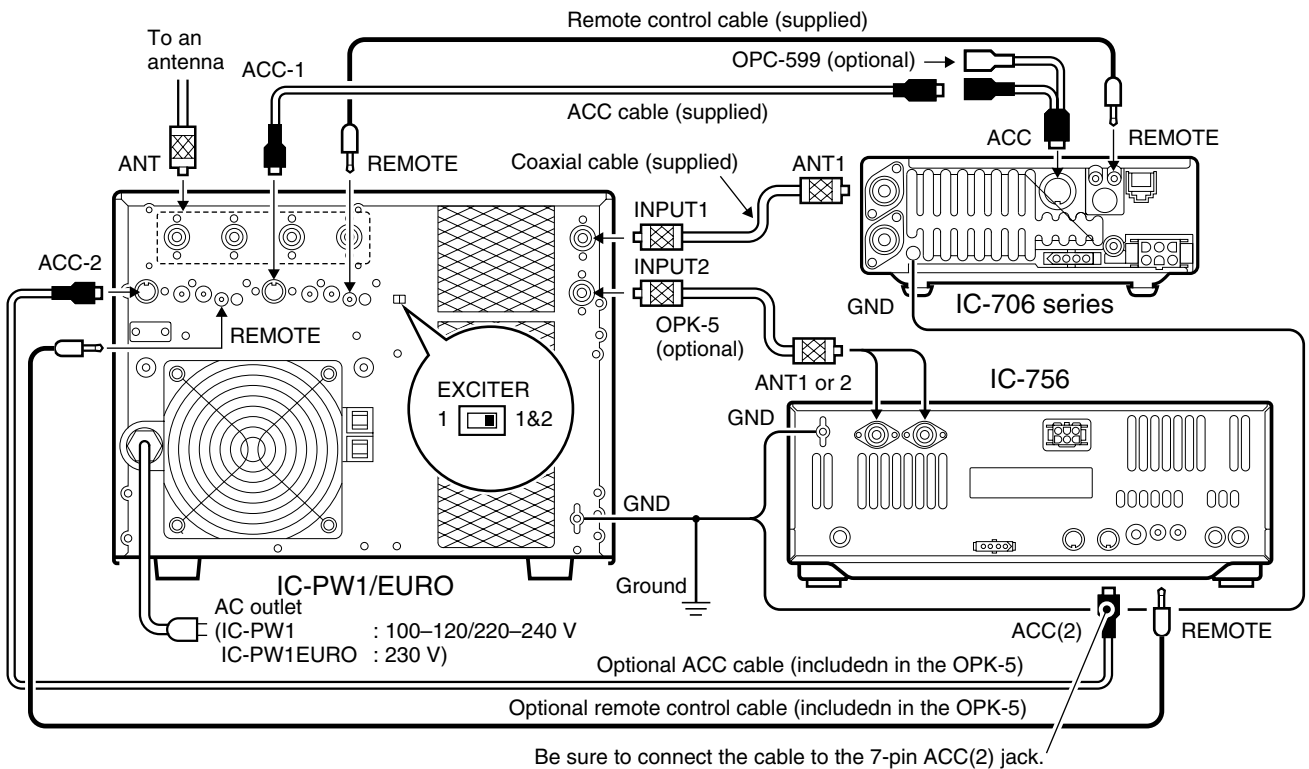 Remote control cable (supplied)
To an
antenna
OPC-599 (optional)
ACC-1
ACC cable (supplied)
ACC
REMOTE
ANT
REMOTE
Coaxial cable (supplied)
ANT1
INPUT1
ACC-2
INPUT2
GND
IC-706 series
REMOTE
OPK-5
(optional)
ANT1 or 2
IC-756
EXCITER
1
1&2
GND
GND
IC-PW1/EURO
Ground
AC outlet
(IC-PW1 : 100–120/220–240 V
IC-PW1EURO : 230 V)
ACC(2)
REMOTE
Optional ACC cable (includedn in the OPK-5)
Optional remote control cable (includedn in the OPK-5)
Be sure to connect the cable to the 7-pin ACC(2) jack.